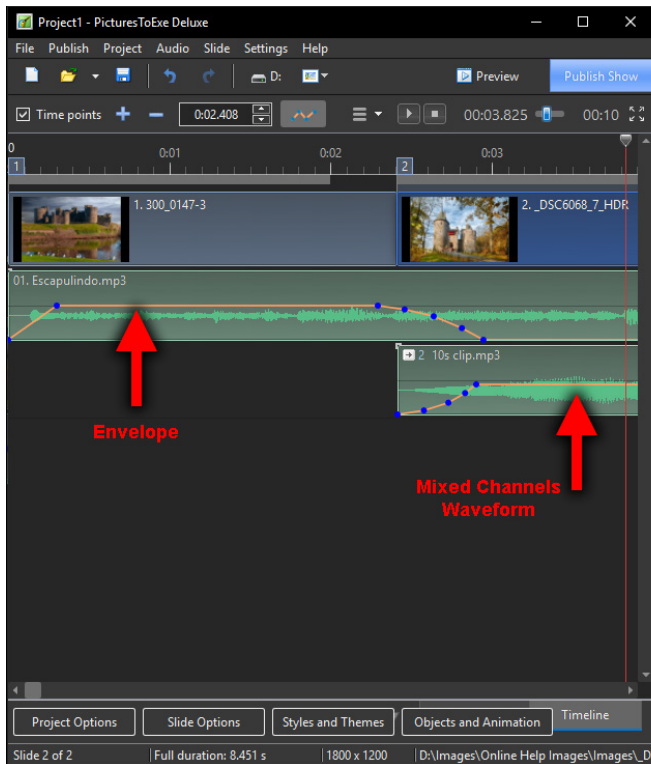 Project1 - PicturesToExe Deluxe
File Publish Project Audio Slide Settings Help
D: Preview Publish Show
Time points 0:02.408 00:03.825 00:10
0 0:01 0:02 0:03
1 2
1. 300_0147-3 2. _DSC6068_7_HDR
01. Escapulindo.mp3
2 10s clip.mp3
Envelope
Mixed Channels
Waveform
Project Options Slide Options Styles and Themes Objects and Animation Timeline
Slide 2 of 2 Full duration: 8.451 s 1800 x 1200 D:\Images\Online Help Images\Images\_D